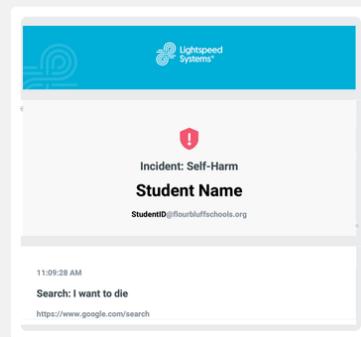 Lightspeed
Systems®
Incident: Self-Harm
Student Name
StudentID@flourbluffschools.org
11:09:28 AM
Search: I want to die
https://www.google.com/search